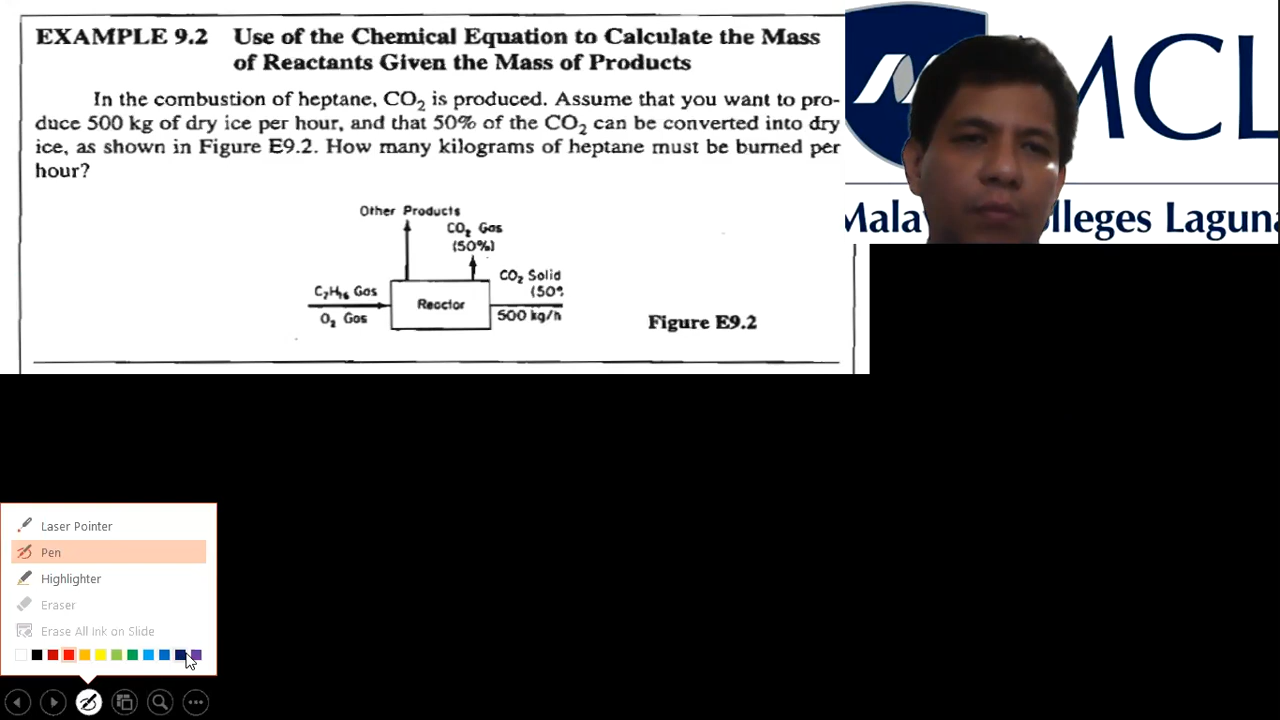 EXAMPLE 9.2 Use of the Chemical Equation to Calculate the Mass
of Reactants Given the Mass of Products
In the combustion of heptane, CO₂ is produced. Assume that you want to pro-
duce 500 kg of dry ice per hour, and that 50% of the CO₂ can be converted into dry
ice, as shown in Figure E9.2. How many kilograms of heptane must be burned per
hour?
Other Products
CO₂ Gas
(50%)
CO₂ Solid
(50%
C₇H₁₆ Gas
Reactor
O₂ Gas
500 kg/h
Figure E9.2
MCL
Colleges Laguna
Laser Pointer
Pen
Highlighter
Eraser
Erase All Ink on Slide